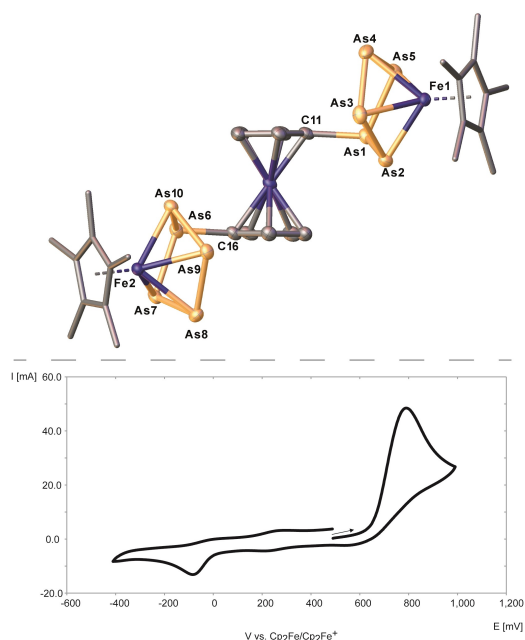 As4
As5
Fe1
As3
C11
As1
As2
As10
As6
C16
As9
Fe2
As7
As8
I [mA]
60.0
40.0
20.0
0.0
-20.0
-600 -400 -200 0 200 400 600 800 1,000 1,200
E [mV]
V vs. Cp2Fe/Cp2Fe+